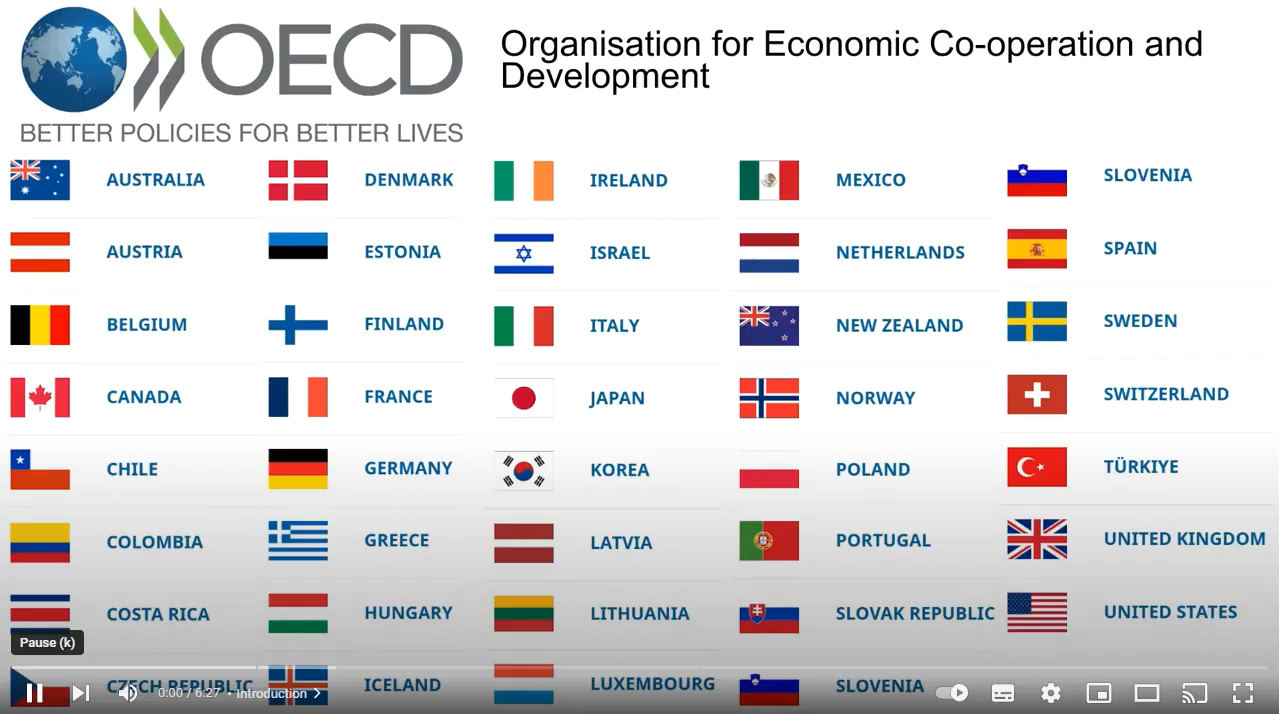 OECD
BETTER POLICIES FOR BETTER LIVES
Organisation for Economic Co-operation and
Development
AUSTRALIA
AUSTRIA
BELGIUM
CANADA
CHILE
COLOMBIA
COSTA RICA
CZECH REPUBLIC
DENMARK
ESTONIA
FINLAND
FRANCE
GERMANY
GREECE
HUNGARY
ICELAND
IRELAND
ISRAEL
ITALY
JAPAN
KOREA
LATVIA
LITHUANIA
LUXEMBOURG
MEXICO
NETHERLANDS
NEW ZEALAND
NORWAY
POLAND
PORTUGAL
SLOVAK REPUBLIC
SLOVENIA
SLOVENIA
SPAIN
SWEDEN
SWITZERLAND
TÜRKIYE
UNITED KINGDOM
UNITED STATES
Pause (k)
0:00 / 6:27 • Introduction